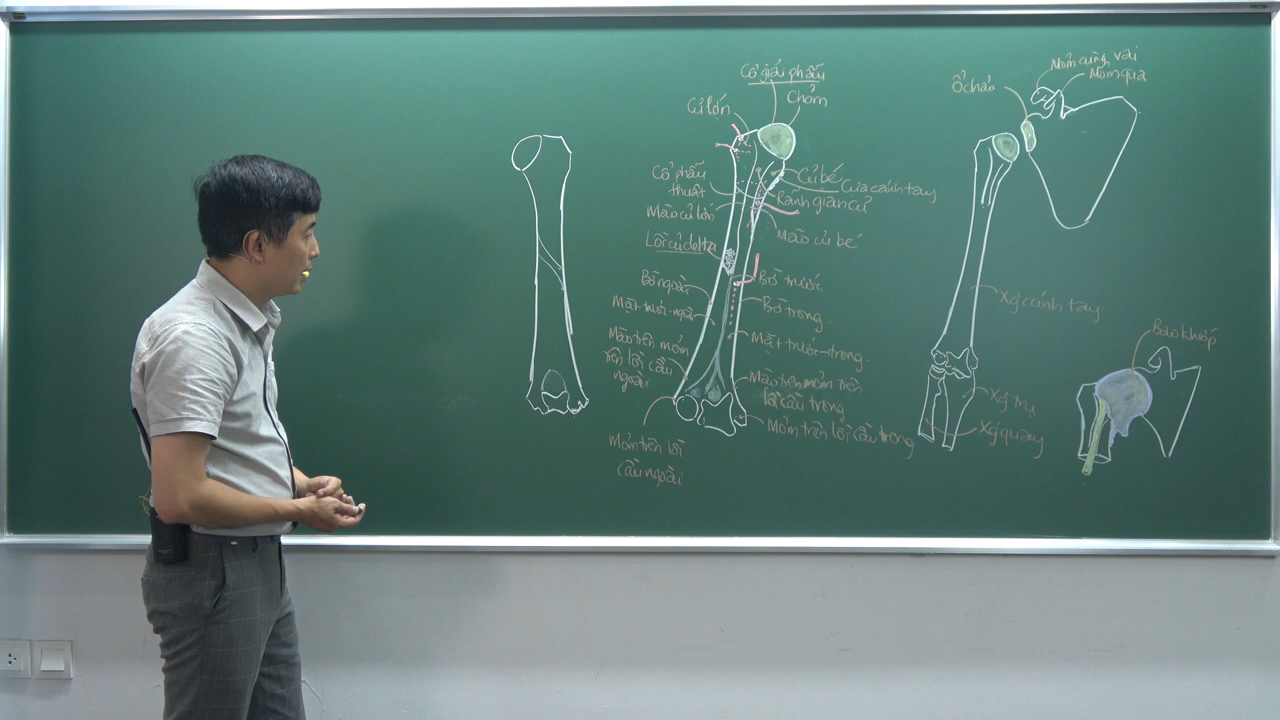 Cổ giải phẫu
Chỏm
Củ lớn
Cổ phẫu
thuật
Mào củ lớn
Lồi củ delta
Bờ ngoài
Mặt trước-ngoài
Mào trên mỏm
trên lồi cầu
ngoài
Mỏm trên lồi
cầu ngoài
Củ bé
Rãnh gian củ
Mào củ bé
Bờ trước
Bờ trong
Mặt trước-trong
Mào trên mỏm trên
lồi cầu trong
Mỏm trên lồi cầu trong
Ổ chảo
Mỏm cùng vai
Mỏm quạ
Xg cánh tay
Xg trụ
Xg quay
Bao khớp